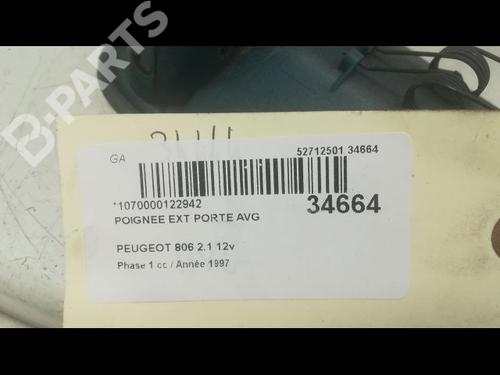 B-PARTS
GA
52712501 34664
*1070000122942
34664
POIGNEE EXT PORTE AVG
PEUGEOT 806 2.1 12v
Phase 1 cc / Année 1997